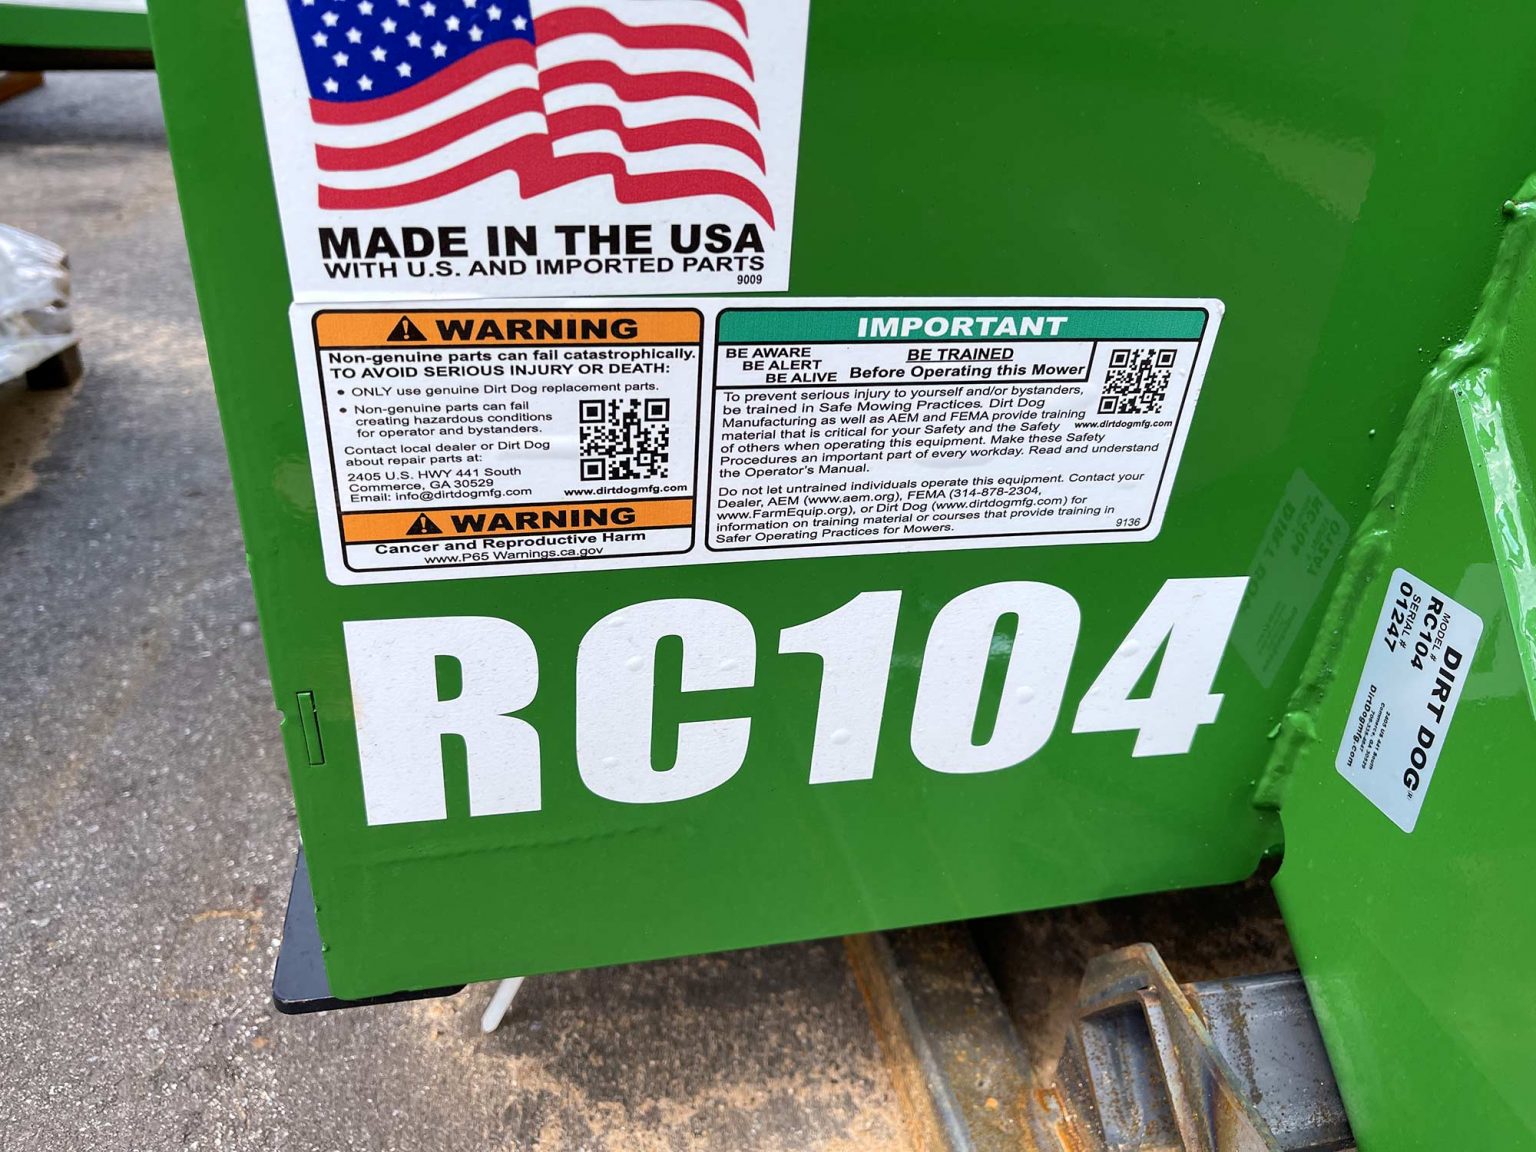 MADE IN THE USA
WITH U.S. AND IMPORTED PARTS
9009
WARNING
Non-genuine parts can fail catastrophically.
TO AVOID SERIOUS INJURY OR DEATH:
• ONLY use genuine Dirt Dog replacement parts.
• Non-genuine parts can fail
creating hazardous conditions
for operator and bystanders.
Contact local dealer or Dirt Dog
about repair parts at:
2405 U.S. HWY 441 South
Commerce, GA 30529
Email: info@dirtdogmfg.com
www.dirtdogmfg.com
WARNING
Cancer and Reproductive Harm
www.P65 Warnings.ca.gov
IMPORTANT
BE AWARE
BE ALERT
BE ALIVE
BE TRAINED
Before Operating this Mower
To prevent serious injury to yourself and/or bystanders,
be trained in Safe Mowing Practices. Dirt Dog
Manufacturing as well as AEM and FEMA provide training
material that is critical for your Safety and the Safety
www.dirtdogmfg.com
of others when operating this equipment. Make these Safety
Procedures an important part of every workday. Read and understand
the Operator's Manual.
Do not let untrained individuals operate this equipment. Contact your
Dealer, AEM (www.aem.org), FEMA (314-878-2304,
www.FarmEquip.org), or Dirt Dog (www.dirtdogmfg.com) for
information on training material or courses that provide training in
Safer Operating Practices for Mowers.
9136
RC104
DIRT DOG
MODEL #
RC104
SERIAL #
01247
2405 US 441 South
Commerce, GA 30529
DirtDogmfg.com